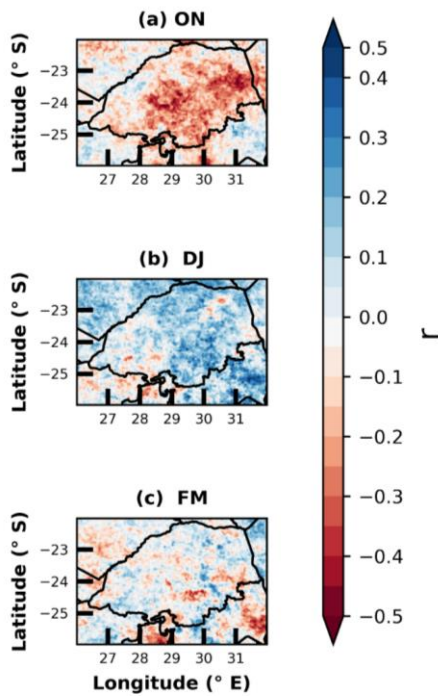 (a) ON
Latitude (° S)
−23
−24
−25
27 28 29 30 31
(b) DJ
Latitude (° S)
−23
−24
−25
27 28 29 30 31
(c) FM
Latitude (° S)
−23
−24
−25
27 28 29 30 31
Longitude (° E)
0.5
0.4
0.3
0.2
0.1
0.0
−0.1
−0.2
−0.3
−0.4
−0.5
r